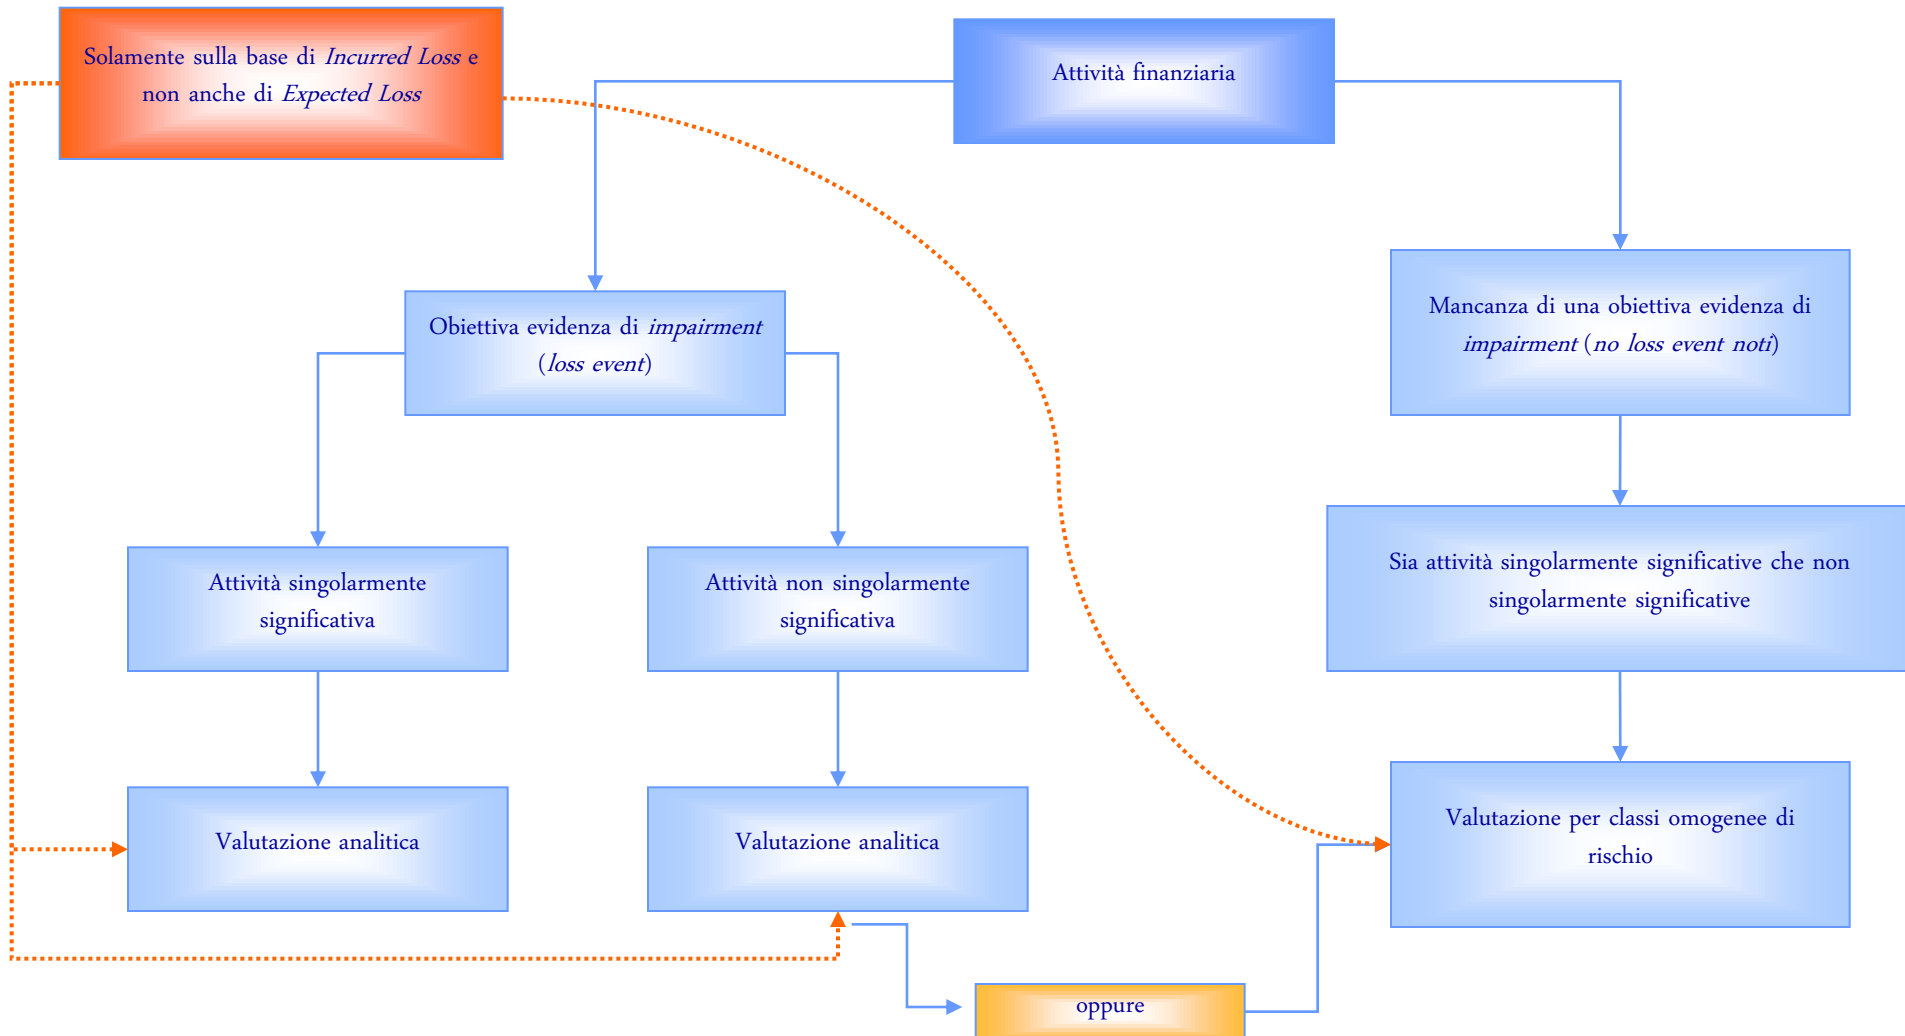 Solamente sulla base di Incurred Loss e
non anche di Expected Loss
Attività finanziaria
Obiettiva evidenza di impairment
(loss event)
Mancanza di una obiettiva evidenza di
impairment (no loss event noti)
Attività singolarmente
significativa
Attività non singolarmente
significativa
Sia attività singolarmente significative che non
singolarmente significative
Valutazione analitica
Valutazione analitica
Valutazione per classi omogenee di
rischio
oppure